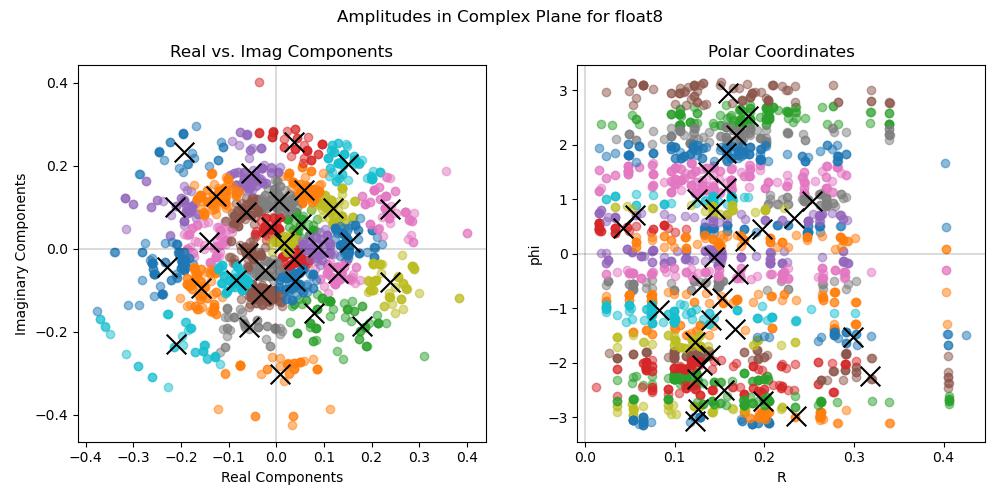 Amplitudes in Complex Plane for float8
Real vs. Imag Components
Imaginary Components
0.4
0.2
0.0
−0.2
−0.4
−0.4 −0.3 −0.2 −0.1 0.0 0.1 0.2 0.3 0.4
Real Components
Polar Coordinates
phi
3
2
1
0
−1
−2
−3
0.0 0.1 0.2 0.3 0.4
R